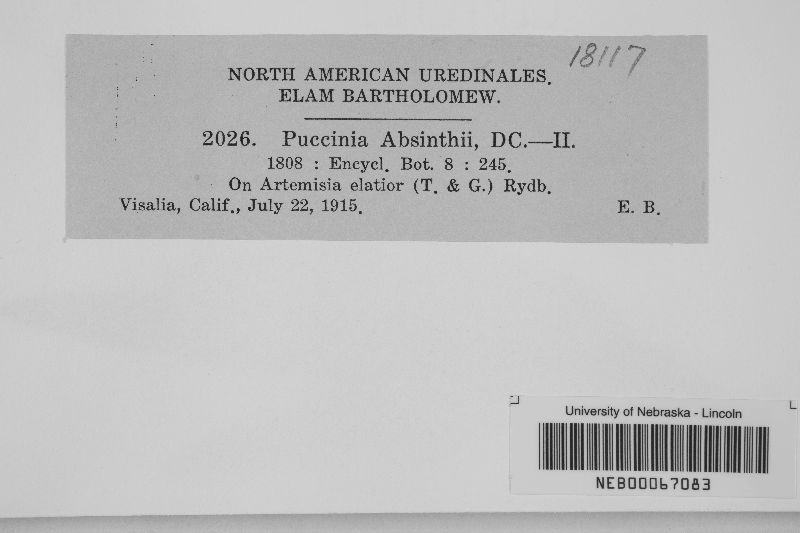 18117
NORTH AMERICAN UREDINALES.
ELAM BARTHOLOMEW.
2026. Puccinia Absinthii, DC.—II.
1808 : Encycl. Bot. 8 : 245.
On Artemisia elatior (T. & G.) Rydb.
Visalia, Calif., July 22, 1915. E. B.
University of Nebraska - Lincoln
NEB00067083